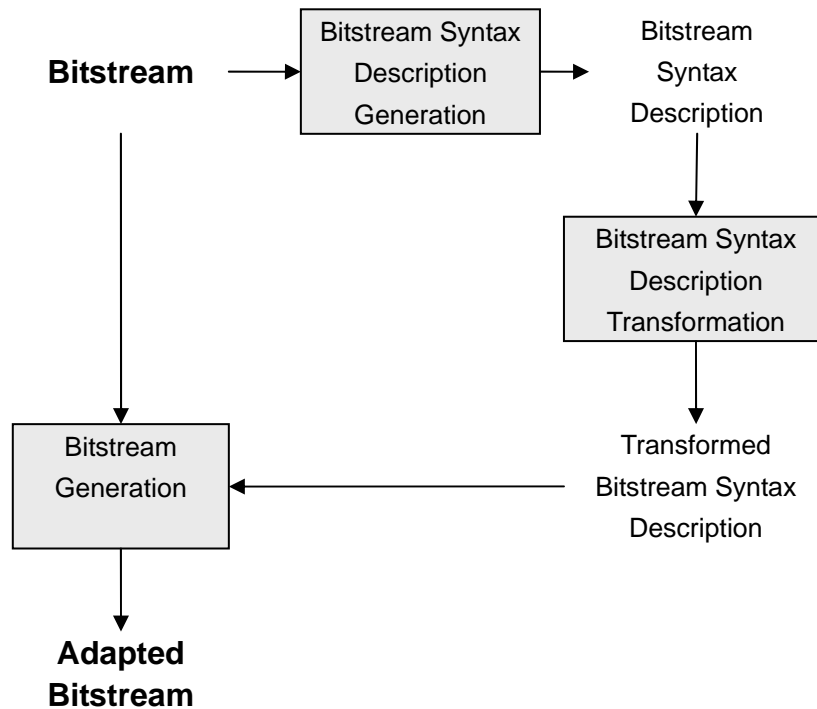 Bitstream
Bitstream Syntax
Description
Generation
Bitstream
Syntax
Description
Bitstream Syntax
Description
Transformation
Bitstream
Generation
Transformed
Bitstream Syntax
Description
Adapted
Bitstream